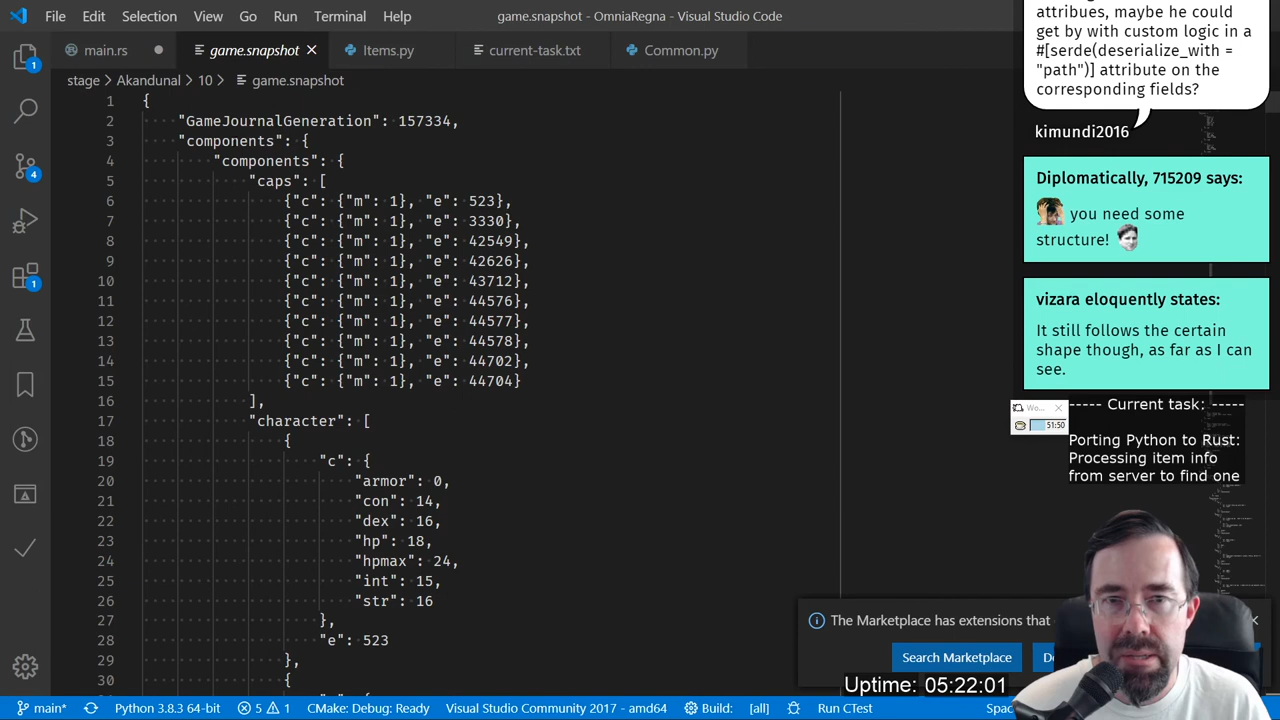 File Edit Selection View Go Run Terminal Help
game.snapshot - OmniaRegna - Visual Studio Code
main.rs
game.snapshot
Items.py
current-task.txt
Common.py
stage > Akandunal > 10 > game.snapshot
1 {
2 "GameJournalGeneration": 157334,
3 "components": {
4 "components": {
5 "caps": [
6 {"c": {"m": 1}, "e": 523},
7 {"c": {"m": 1}, "e": 3330},
8 {"c": {"m": 1}, "e": 42549},
9 {"c": {"m": 1}, "e": 42626},
10 {"c": {"m": 1}, "e": 43712},
11 {"c": {"m": 1}, "e": 44576},
12 {"c": {"m": 1}, "e": 44577},
13 {"c": {"m": 1}, "e": 44578},
14 {"c": {"m": 1}, "e": 44702},
15 {"c": {"m": 1}, "e": 44704}
16 ],
17 "character": [
18 {
19 "c": {
20 "armor": 0,
21 "con": 14,
22 "dex": 16,
23 "hp": 18,
24 "hpmax": 24,
25 "int": 15,
26 "str": 16
27 },
28 "e": 523
29 },
30 {
attribues, maybe he could
get by with custom logic in a
#[serde(deserialize_with =
"path")] attribute on the
corresponding fields?
kimundi2016
Diplomatically, 715209 says:
you need some
structure!
vizara eloquently states:
It still follows the certain
shape though, as far as I can
see.
Wo...
51:50
----- Current task: -----
Porting Python to Rust:
Processing item info
from server to find one
The Marketplace has extensions that
Search Marketplace
Uptime: 05:22:01
1
4
1
main* Python 3.8.3 64-bit 5 1 CMake: Debug: Ready Visual Studio Community 2017 - amd64 Build: [all] Run CTest